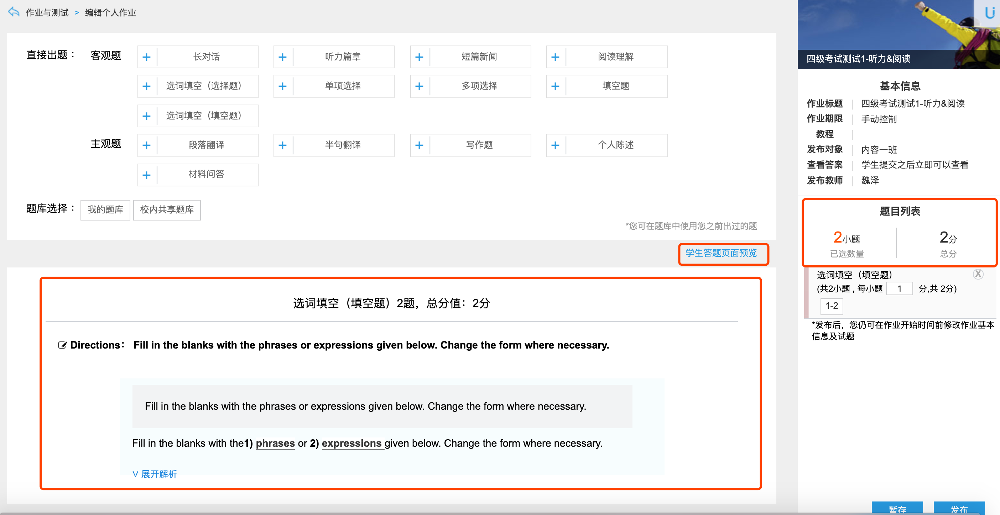 作业与测试 > 编辑个人作业
直接出题： 客观题 + 长对话 + 听力篇章 + 短篇新闻 + 阅读理解
+ 选词填空（选择题） + 单项选择 + 多项选择 + 填空题
+ 选词填空（填空题）
主观题 + 段落翻译 + 半句翻译 + 写作题 + 个人陈述
+ 材料问答
题库选择： 我的题库 校内共享题库
*您可在题库中使用您之前出过的题
学生答题页面预览
选词填空（填空题）2题，总分值：2分
Directions： Fill in the blanks with the phrases or expressions given below. Change the form where necessary.
Fill in the blanks with the phrases or expressions given below. Change the form where necessary.
Fill in the blanks with the1) phrases or 2) expressions given below. Change the form where necessary.
∨ 展开解析
U
四级考试测试1-听力&阅读
基本信息
作业标题 四级考试测试1-听力&阅读
作业期限 手动控制
教程
发布对象 内容一班
查看答案 学生提交之后立即可以查看
发布教师 魏泽
题目列表
2小题 2分
已选数量 总分
选词填空（填空题） X
(共2小题 , 每小题 1 分,共 2分)
1-2
*发布后，您仍可在作业开始时间前修改作业基本
信息及试题
暂存 发布